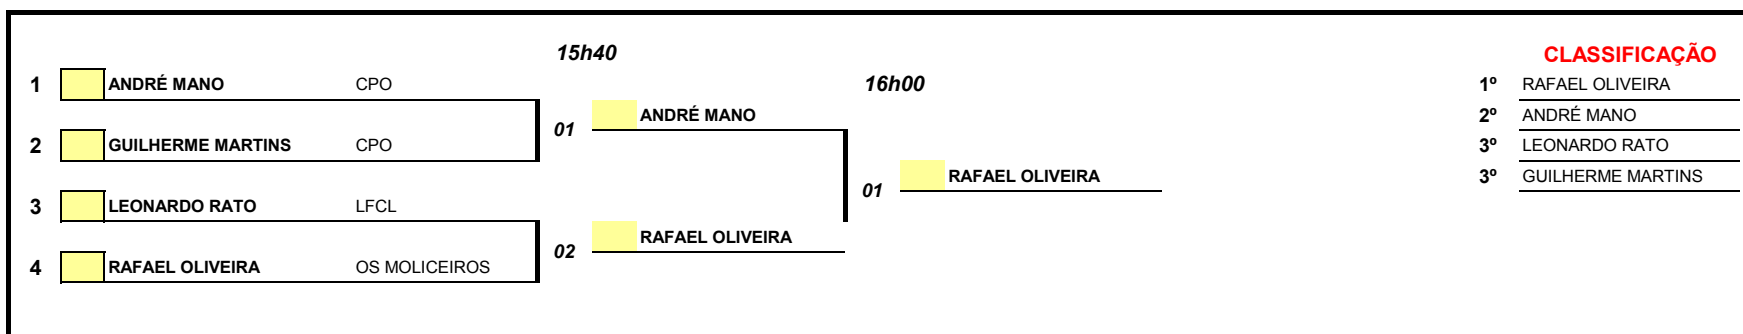 15h40
CLASSIFICAÇÃO
1 ANDRÉ MANO CPO
16h00
1º RAFAEL OLIVEIRA
01 ANDRÉ MANO
2º ANDRÉ MANO
2 GUILHERME MARTINS CPO
3º LEONARDO RATO
01 RAFAEL OLIVEIRA
3º GUILHERME MARTINS
3 LEONARDO RATO LFCL
02 RAFAEL OLIVEIRA
4 RAFAEL OLIVEIRA OS MOLICEIROS